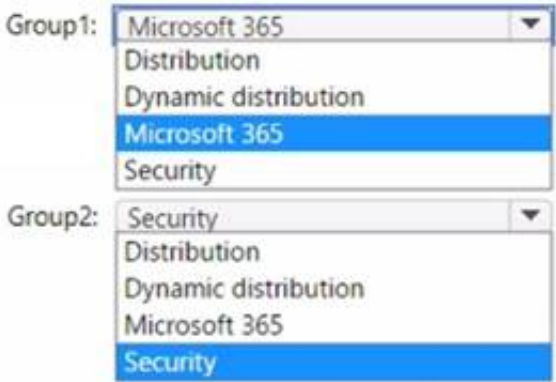 Group1: Microsoft 365
Distribution
Dynamic distribution
Microsoft 365
Security
Group2: Security
Distribution
Dynamic distribution
Microsoft 365
Security